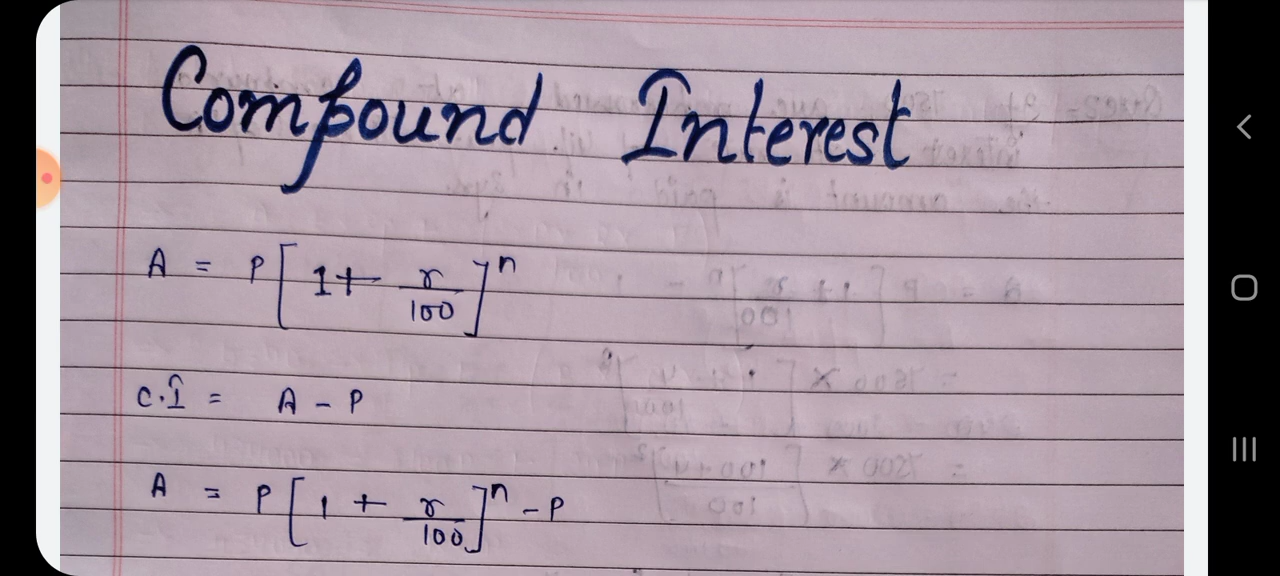 Compound Interest
A = P[1+ r/100]^n
C.I = A - P
A = P[1 + r/100]^n - P